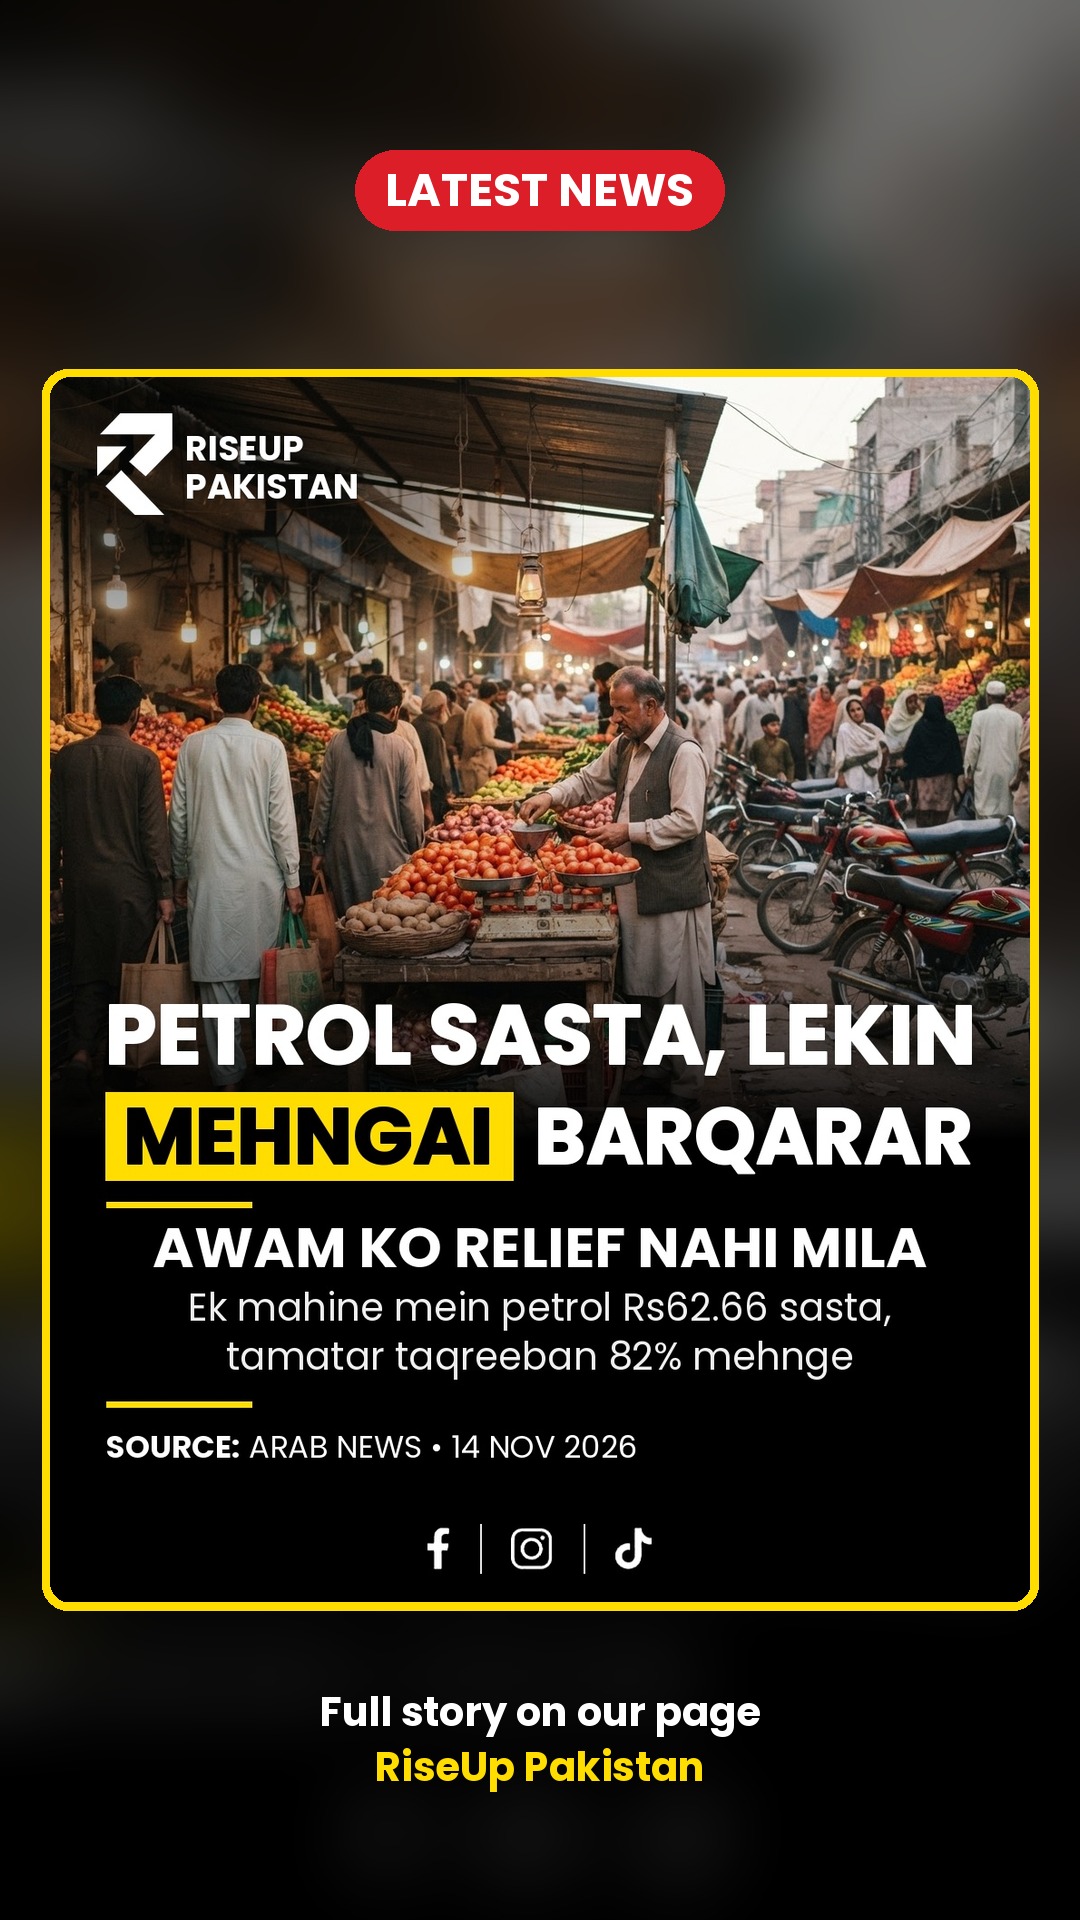 LATEST NEWS
RISEUP
PAKISTAN
PETROL SASTA, LEKIN
MEHNGAI BARQARAR
AWAM KO RELIEF NAHI MILA
Ek mahine mein petrol Rs62.66 sasta,
tamatar taqreeban 82% mehnge
SOURCE: ARAB NEWS • 14 NOV 2026
Full story on our page
RiseUp Pakistan